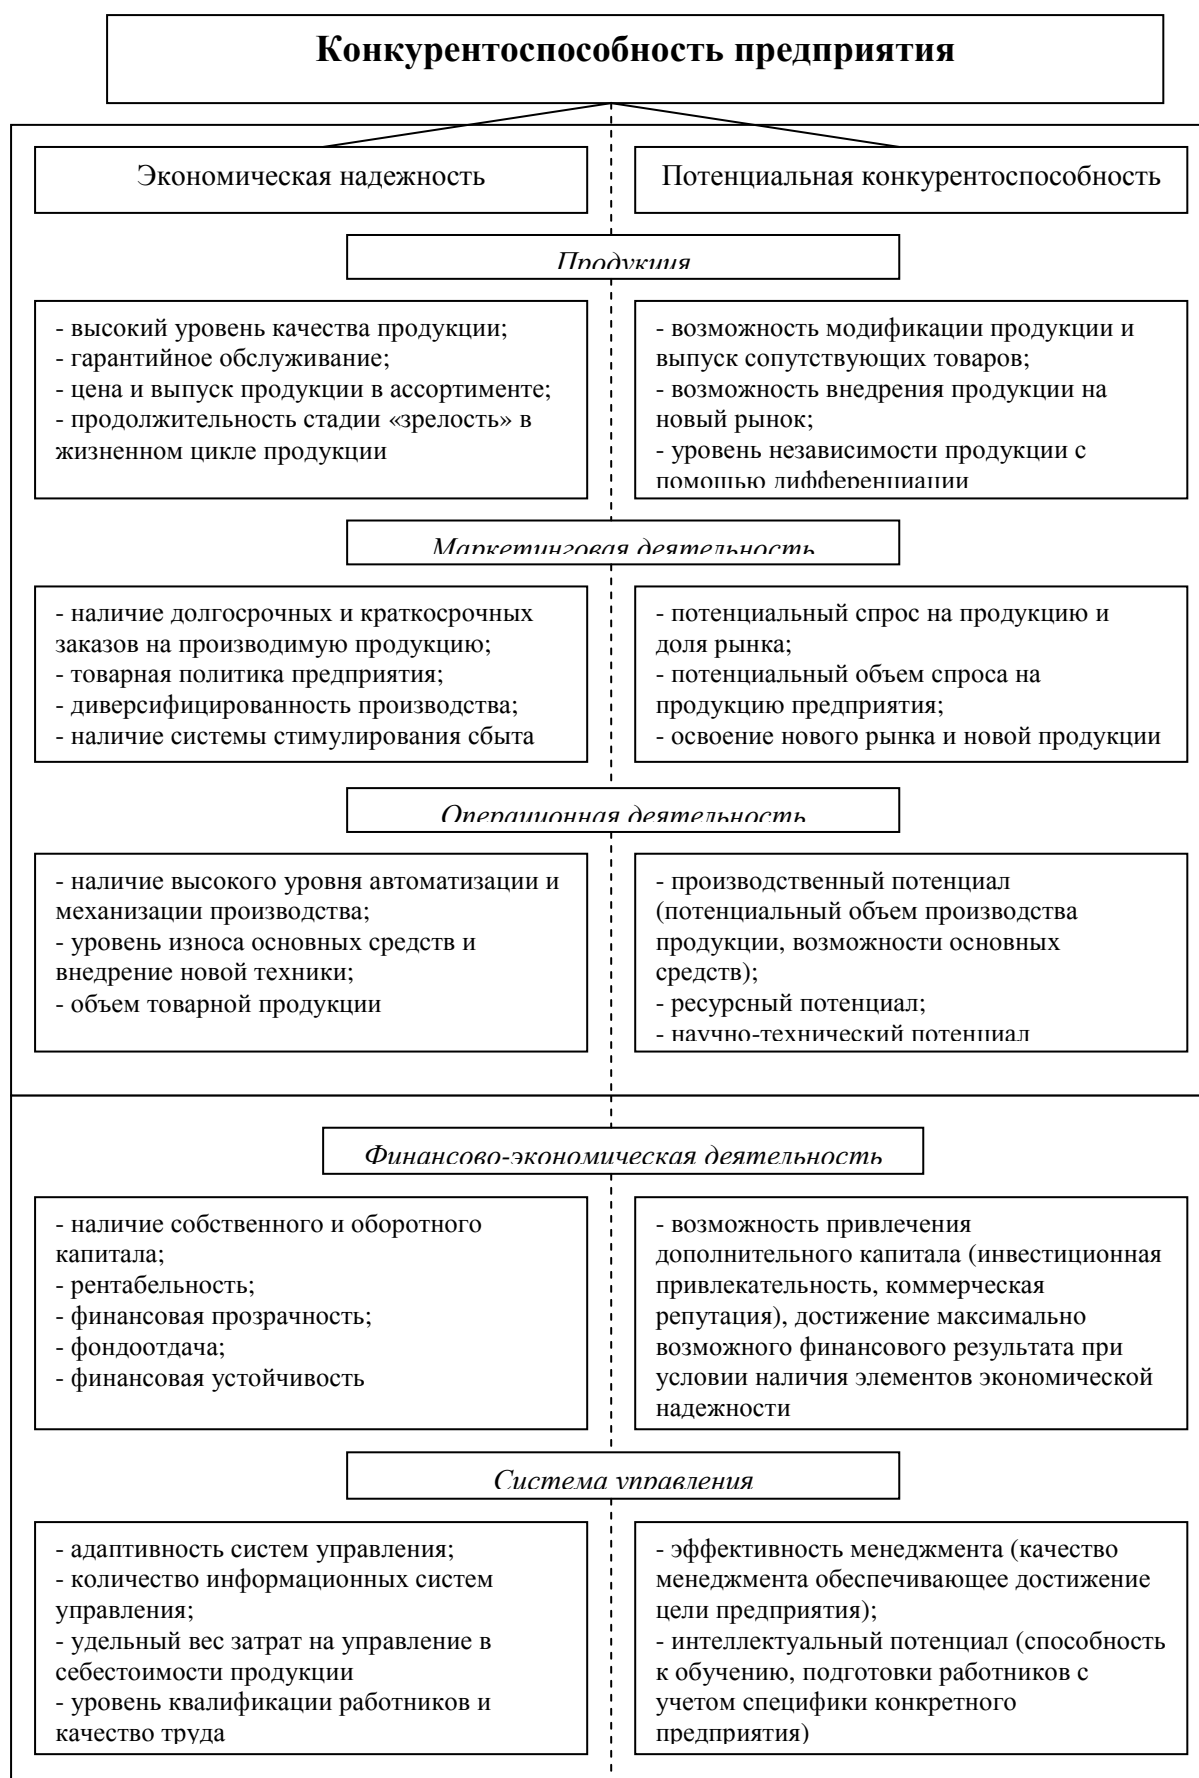 Конкурентоспособность предприятия
Экономическая надежность
Потенциальная конкурентоспособность
Продукция
- высокий уровень качества продукции;
- гарантийное обслуживание;
- цена и выпуск продукции в ассортименте;
- продолжительность стадии «зрелость» в
жизненном цикле продукции
- возможность модификации продукции и
выпуск сопутствующих товаров;
- возможность внедрения продукции на
новый рынок;
- уровень независимости продукции с
помощью дифференциации
Маркетинговая деятельность
- наличие долгосрочных и краткосрочных
заказов на производимую продукцию;
- товарная политика предприятия;
- диверсифицированность производства;
- наличие системы стимулирования сбыта
- потенциальный спрос на продукцию и
доля рынка;
- потенциальный объем спроса на
продукцию предприятия;
- освоение нового рынка и новой продукции
Операционная деятельность
- наличие высокого уровня автоматизации и
механизации производства;
- уровень износа основных средств и
внедрение новой техники;
- объем товарной продукции
- производственный потенциал
(потенциальный объем производства
продукции, возможности основных
средств);
- ресурсный потенциал;
- научно-технический потенциал
Финансово-экономическая деятельность
- наличие собственного и оборотного
капитала;
- рентабельность;
- финансовая прозрачность;
- фондоотдача;
- финансовая устойчивость
- возможность привлечения
дополнительного капитала (инвестиционная
привлекательность, коммерческая
репутация), достижение максимально
возможного финансового результата при
условии наличия элементов экономической
надежности
Система управления
- адаптивность систем управления;
- количество информационных систем
управления;
- удельный вес затрат на управление в
себестоимости продукции
- уровень квалификации работников и
качество труда
- эффективность менеджмента (качество
менеджмента обеспечивающее достижение
цели предприятия);
- интеллектуальный потенциал (способность
к обучению, подготовки работников с
учетом специфики конкретного
предприятия)